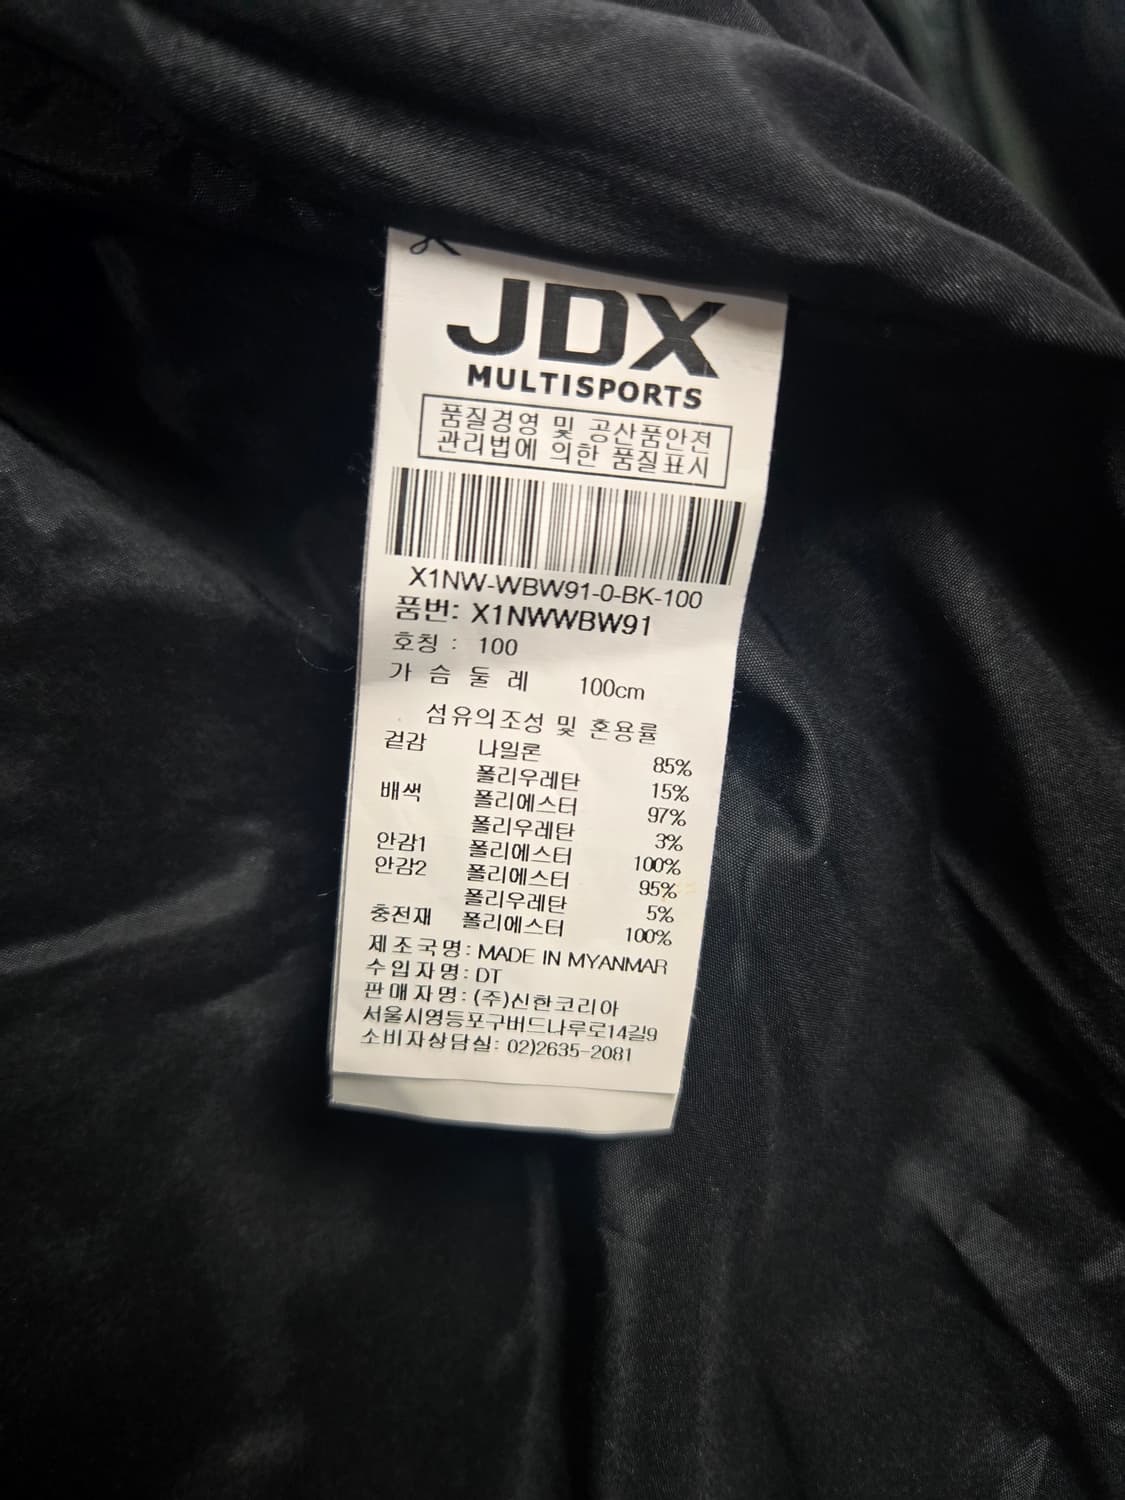 JDX
MULTISPORTS
품질경영 및 공산품안전
관리법에 의한 품질표시
X1NW-WBW91-0-BK-100
품번: X1NWWBW91
호칭 : 100
가 슴 둘 레 100cm
섬유의조성 및 혼용률
겉감 나일론 85%
폴리우레탄 15%
배색 폴리에스터 97%
폴리우레탄 3%
안감1 폴리에스터 100%
안감2 폴리에스터 95%
폴리우레탄 5%
충전재 폴리에스터 100%
제조국명: MADE IN MYANMAR
수입자명: DT
판매자명: (주)신한코리아
서울시영등포구버드나루로14길9
소비자상담실: 02)2635-2081